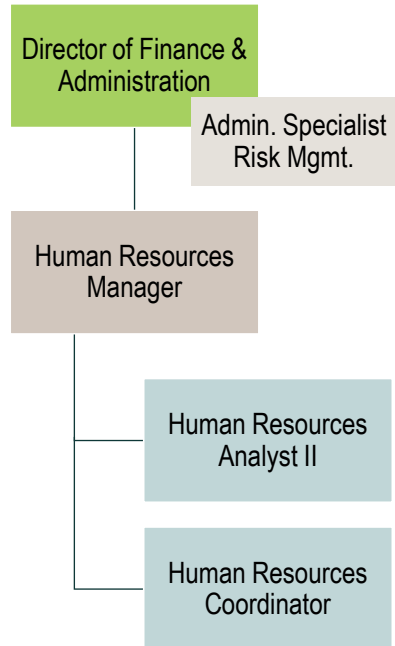 Director of Finance &
Administration
Admin. Specialist
Risk Mgmt.
Human Resources
Manager
Human Resources
Analyst II
Human Resources
Coordinator